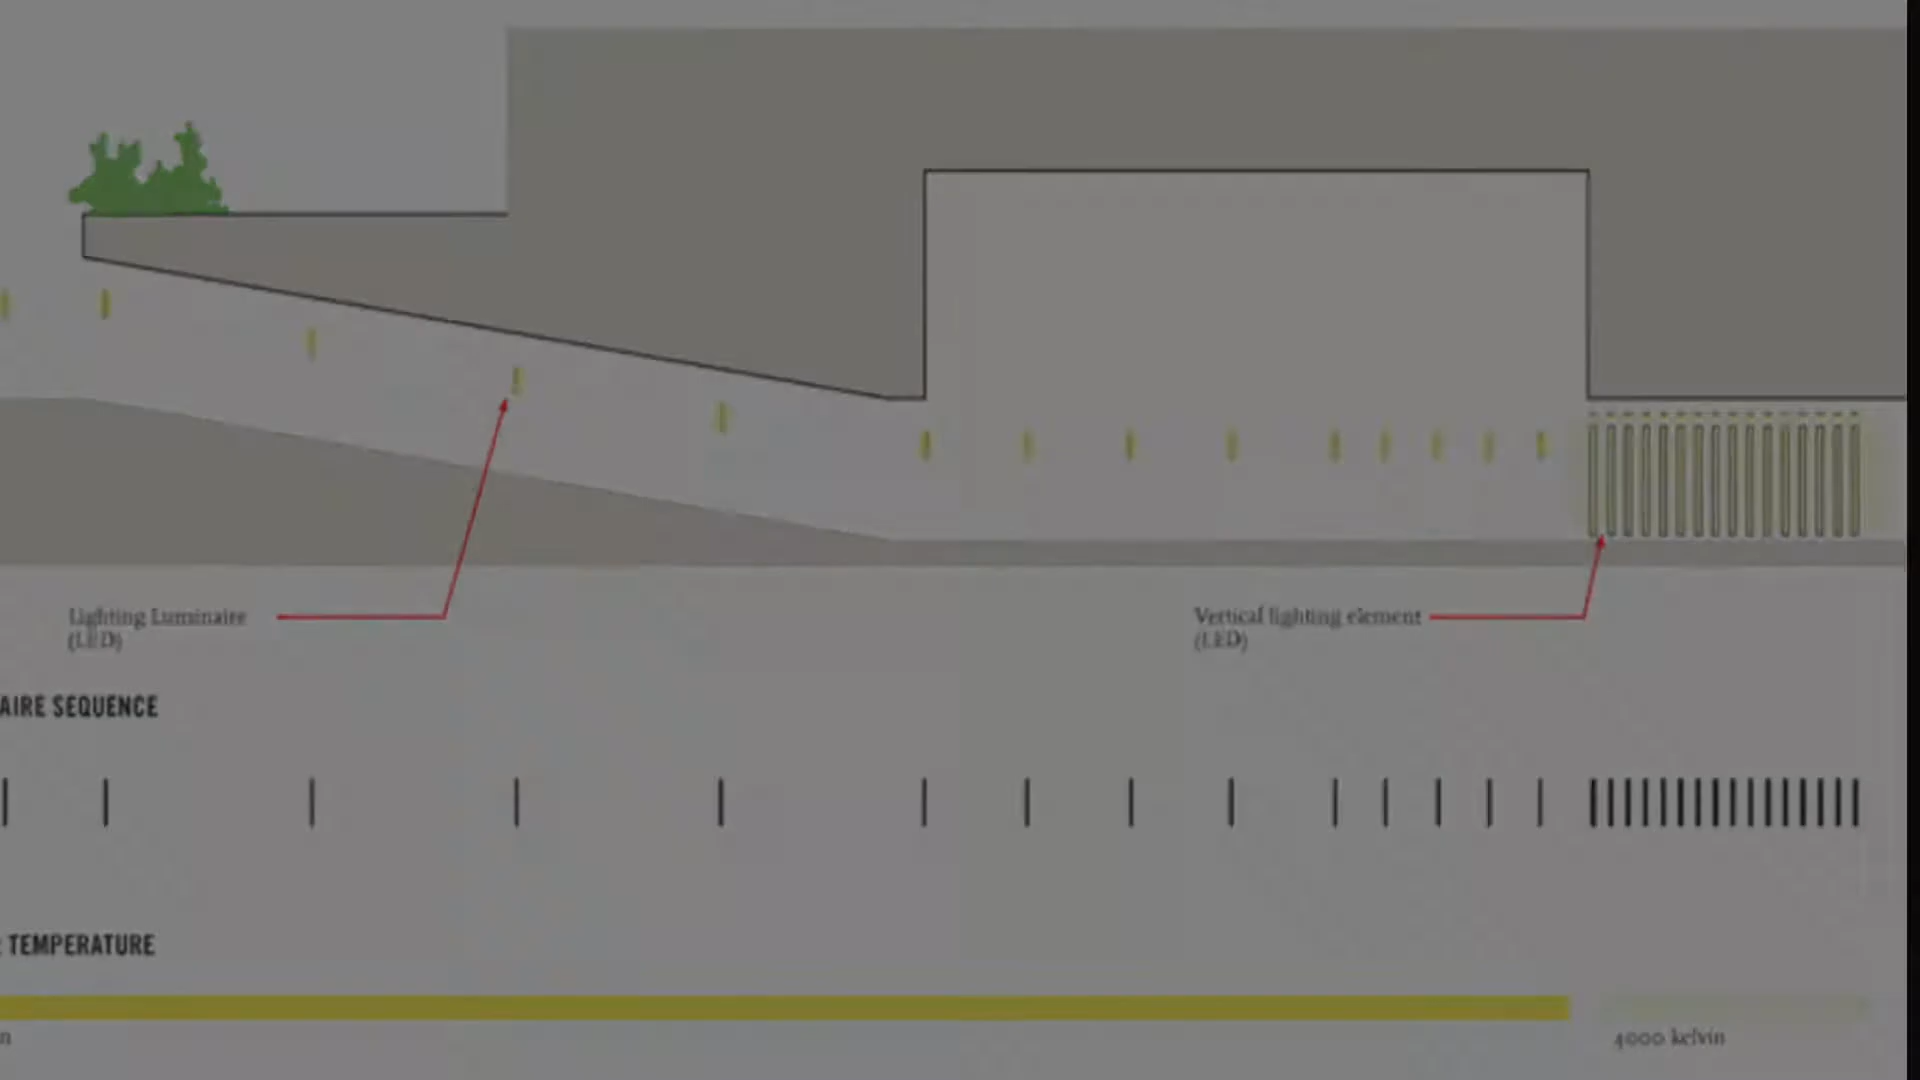 Lighting Luminaire
(LED)
Vertical lighting element
(LED)
AIRE SEQUENCE
TEMPERATURE
n
4000 kelvin